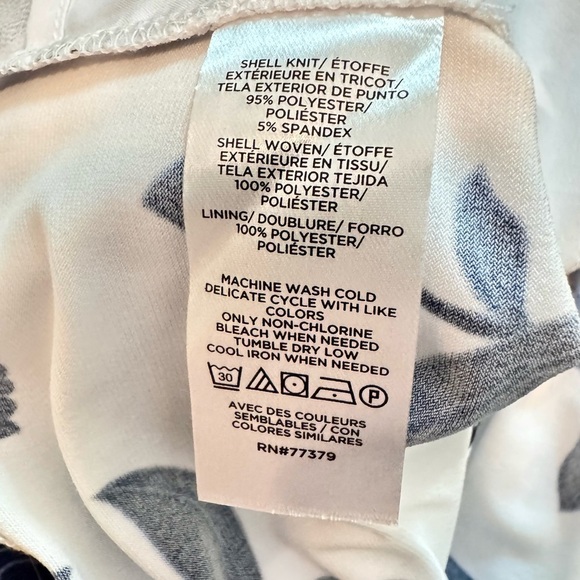 SHELL KNIT/ ÉTOFFE
EXTÉRIEURE EN TRICOT/
TELA EXTERIOR DE PUNTO
95% POLYESTER/
POLIÉSTER
5% SPANDEX
SHELL WOVEN/ ÉTOFFE
EXTÉRIEURE EN TISSU/
TELA EXTERIOR TEJIDA
100% POLYESTER/
POLIÉSTER
LINING/ DOUBLURE/ FORRO
100% POLYESTER/
POLIÉSTER
MACHINE WASH COLD
DELICATE CYCLE WITH LIKE
COLORS
ONLY NON-CHLORINE
BLEACH WHEN NEEDED
TUMBLE DRY LOW
COOL IRON WHEN NEEDED
30 P
AVEC DES COULEURS
SEMBLABLES / CON
COLORES SIMILARES
RN#77379